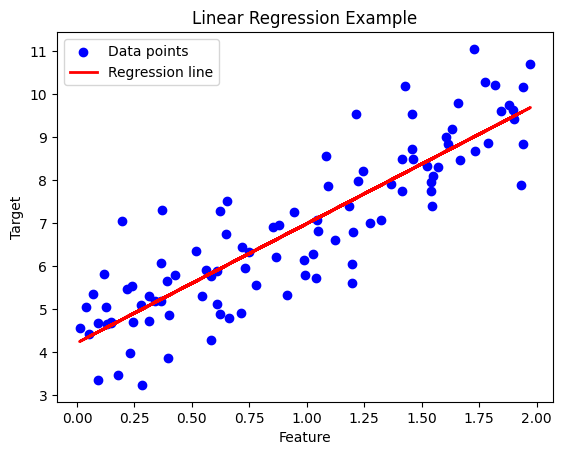 Linear Regression Example
Data points
Regression line
11
10
9
8
7
6
5
4
3
Target
0.00 0.25 0.50 0.75 1.00 1.25 1.50 1.75 2.00
Feature